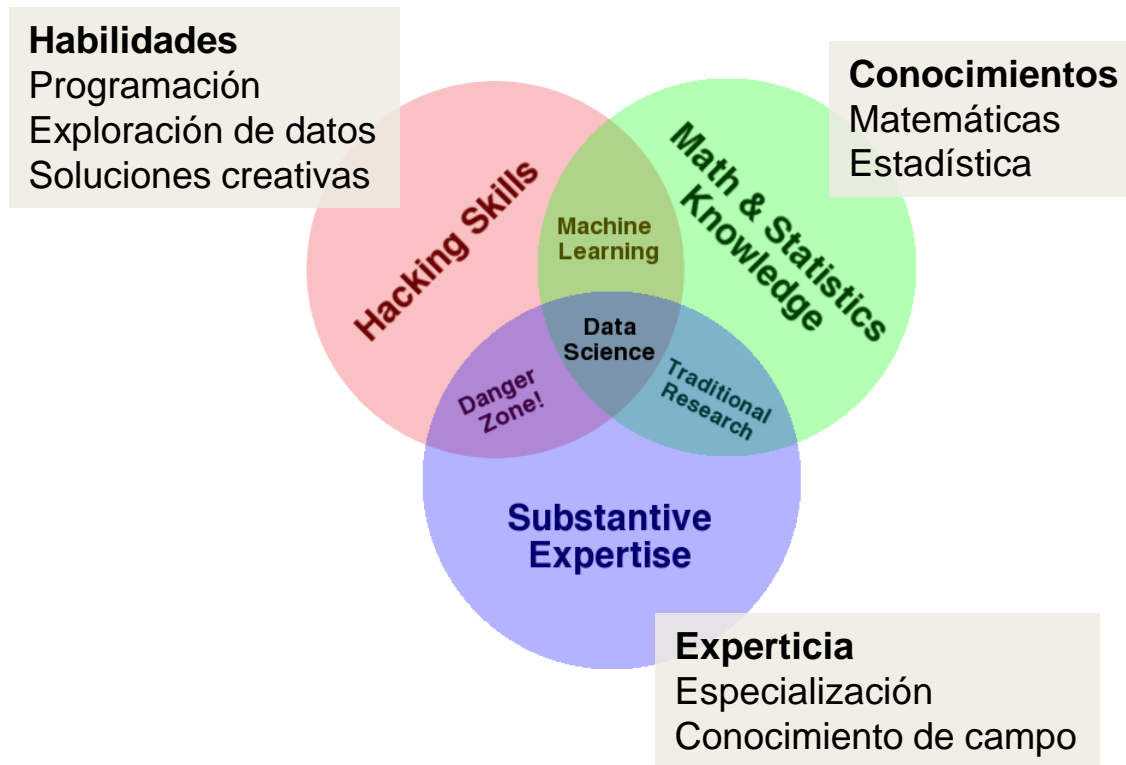 Habilidades
Programación
Exploración de datos
Soluciones creativas
Conocimientos
Matemáticas
Estadística
Hacking Skills
Math & Statistics
Knowledge
Machine
Learning
Data
Science
Danger
Zone!
Traditional
Research
Substantive
Expertise
Experticia
Especialización
Conocimiento de campo